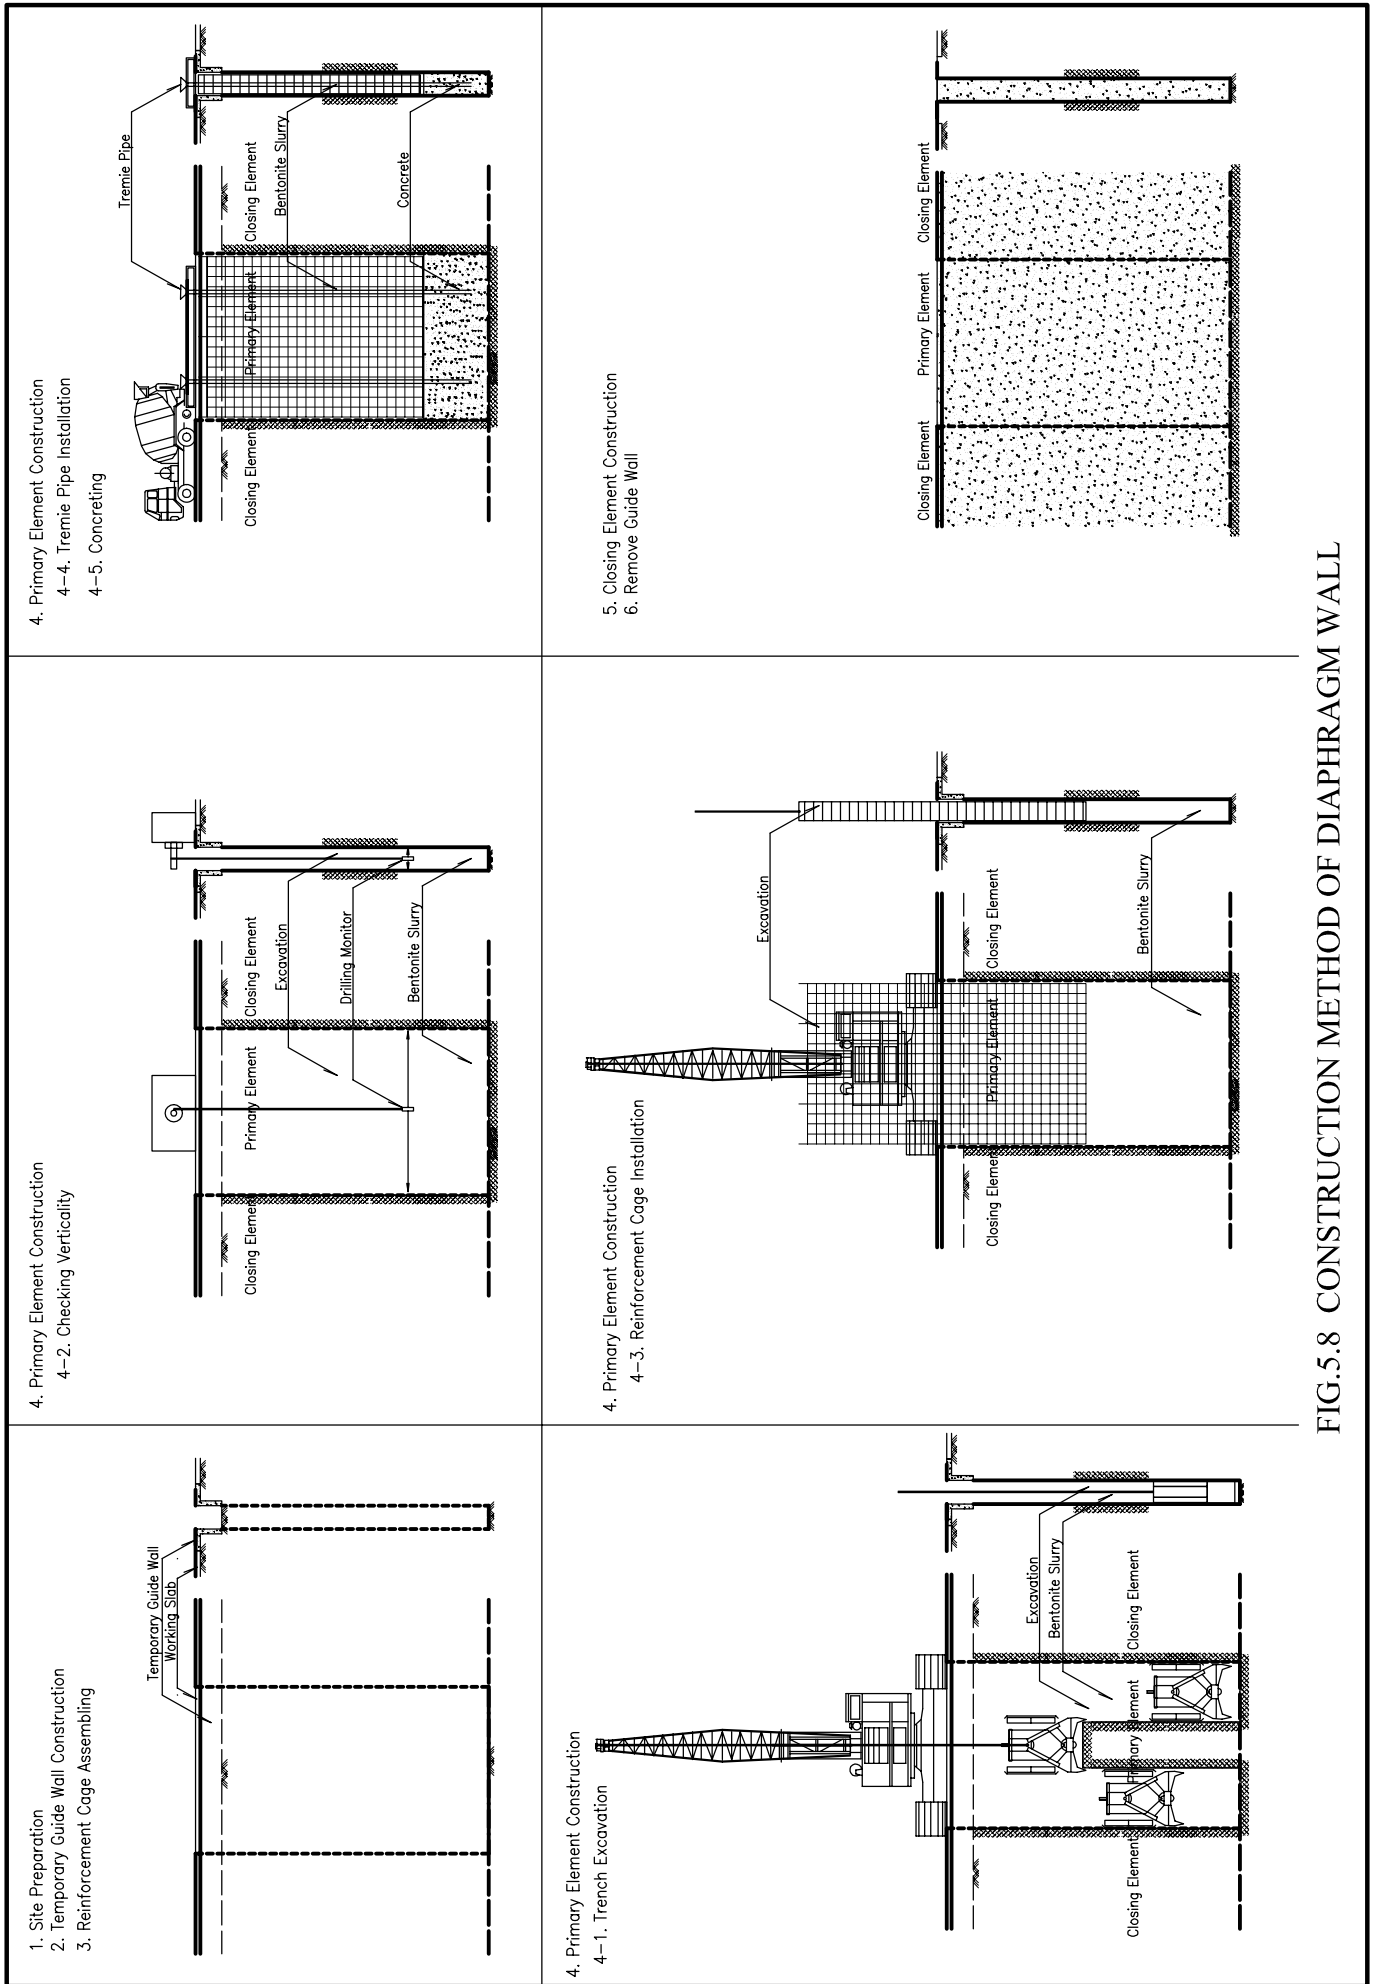 1. Site Preparation
2. Temporary Guide Wall Construction
3. Reinforcement Cage Assembling
Temporary Guide Wall
Working Slab
4. Primary Element Construction
4-2. Checking Verticality
Closing Element
Primary Element
Closing Element
Excavation
Drilling Monitor
Bentonite Slurry
4. Primary Element Construction
4-4. Tremie Pipe Installation
4-5. Concreting
Tremie Pipe
Closing Element
Primary Element
Closing Element
Bentonite Slurry
Concrete
4. Primary Element Construction
4-1. Trench Excavation
Excavation
Bentonite Slurry
Closing Element
Primary Element
Closing Element
4. Primary Element Construction
4-3. Reinforcement Cage Installation
Excavation
Closing Element
Primary Element
Closing Element
Bentonite Slurry
5. Closing Element Construction
6. Remove Guide Wall
Closing Element
Primary Element
Closing Element
FIG.5.8 CONSTRUCTION METHOD OF DIAPHRAGM WALL